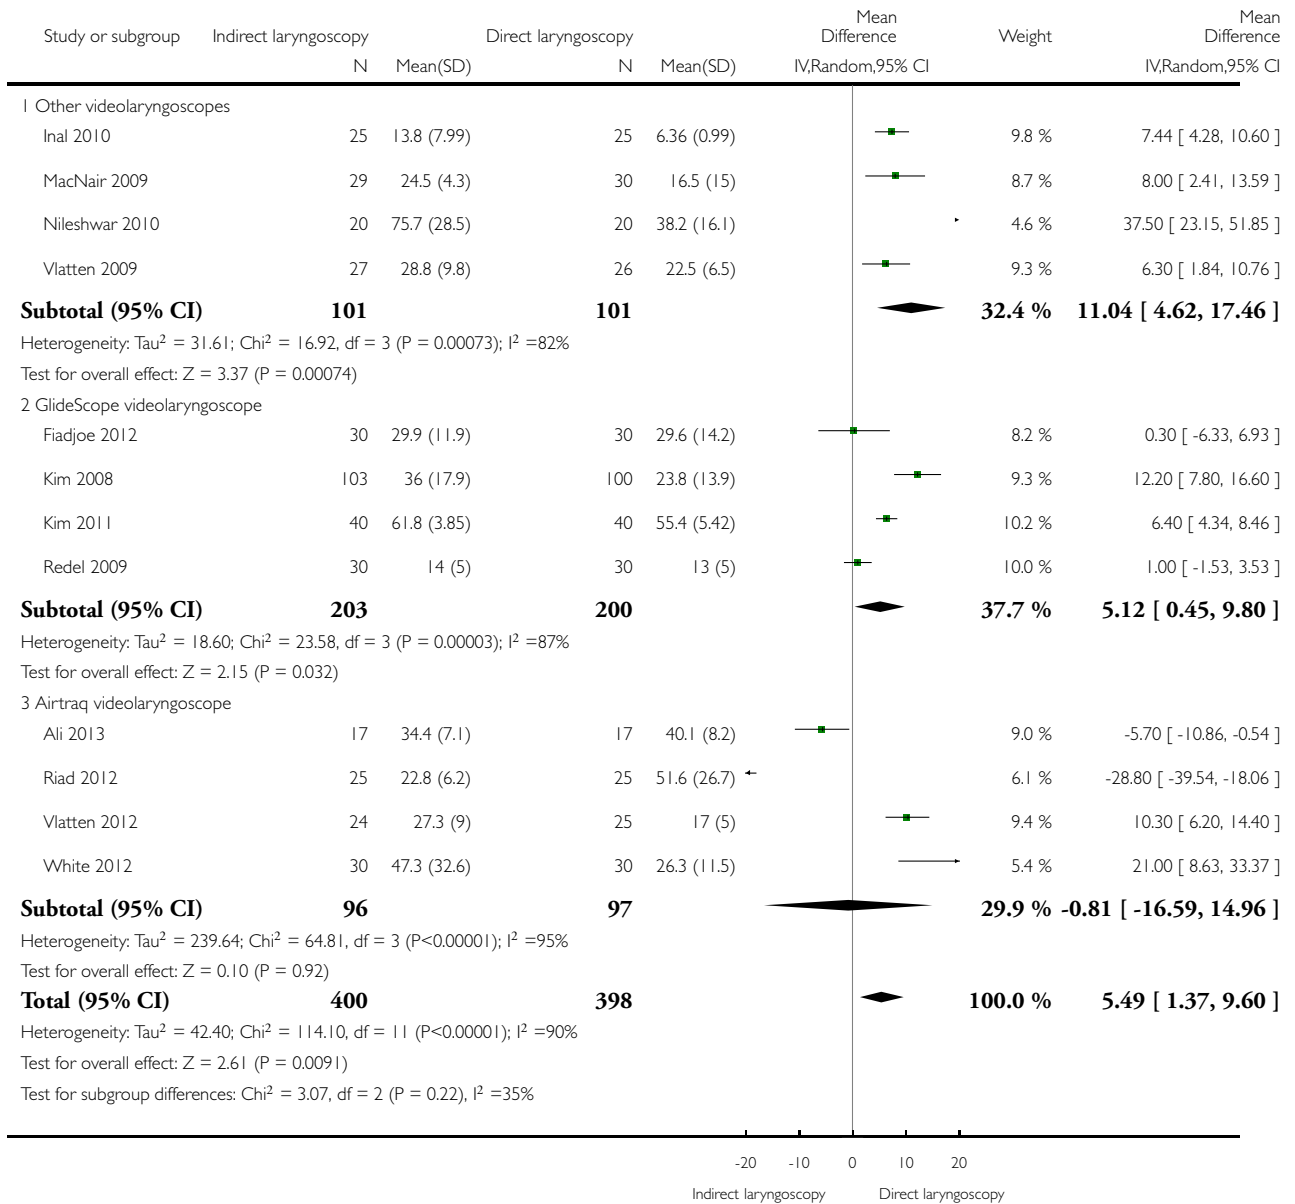 Study or subgroup Indirect laryngoscopy Direct laryngoscopy Mean Difference Weight Mean Difference
N Mean(SD) N Mean(SD) IV,Random,95% CI IV,Random,95% CI
1 Other videolaryngoscopes
Inal 2010 25 13.8 (7.99) 25 6.36 (0.99) 9.8 % 7.44 [ 4.28, 10.60 ]
MacNair 2009 29 24.5 (4.3) 30 16.5 (15) 8.7 % 8.00 [ 2.41, 13.59 ]
Nileshwar 2010 20 75.7 (28.5) 20 38.2 (16.1) 4.6 % 37.50 [ 23.15, 51.85 ]
Vlatten 2009 27 28.8 (9.8) 26 22.5 (6.5) 9.3 % 6.30 [ 1.84, 10.76 ]
Subtotal (95% CI) 101 101 32.4 % 11.04 [ 4.62, 17.46 ]
Heterogeneity: Tau² = 31.61; Chi² = 16.92, df = 3 (P = 0.00073); I² =82%
Test for overall effect: Z = 3.37 (P = 0.00074)
2 GlideScope videolaryngoscope
Fiadjoe 2012 30 29.9 (11.9) 30 29.6 (14.2) 8.2 % 0.30 [ -6.33, 6.93 ]
Kim 2008 103 36 (17.9) 100 23.8 (13.9) 9.3 % 12.20 [ 7.80, 16.60 ]
Kim 2011 40 61.8 (3.85) 40 55.4 (5.42) 10.2 % 6.40 [ 4.34, 8.46 ]
Redel 2009 30 14 (5) 30 13 (5) 10.0 % 1.00 [ -1.53, 3.53 ]
Subtotal (95% CI) 203 200 37.7 % 5.12 [ 0.45, 9.80 ]
Heterogeneity: Tau² = 18.60; Chi² = 23.58, df = 3 (P = 0.00003); I² =87%
Test for overall effect: Z = 2.15 (P = 0.032)
3 Airtraq videolaryngoscope
Ali 2013 17 34.4 (7.1) 17 40.1 (8.2) 9.0 % -5.70 [ -10.86, -0.54 ]
Riad 2012 25 22.8 (6.2) 25 51.6 (26.7) 6.1 % -28.80 [ -39.54, -18.06 ]
Vlatten 2012 24 27.3 (9) 25 17 (5) 9.4 % 10.30 [ 6.20, 14.40 ]
White 2012 30 47.3 (32.6) 30 26.3 (11.5) 5.4 % 21.00 [ 8.63, 33.37 ]
Subtotal (95% CI) 96 97 29.9 % -0.81 [ -16.59, 14.96 ]
Heterogeneity: Tau² = 239.64; Chi² = 64.81, df = 3 (P<0.00001); I² =95%
Test for overall effect: Z = 0.10 (P = 0.92)
Total (95% CI) 400 398 100.0 % 5.49 [ 1.37, 9.60 ]
Heterogeneity: Tau² = 42.40; Chi² = 114.10, df = 11 (P<0.00001); I² =90%
Test for overall effect: Z = 2.61 (P = 0.0091)
Test for subgroup differences: Chi² = 3.07, df = 2 (P = 0.22), I² =35%
-20 -10 0 10 20
Indirect laryngoscopy Direct laryngoscopy